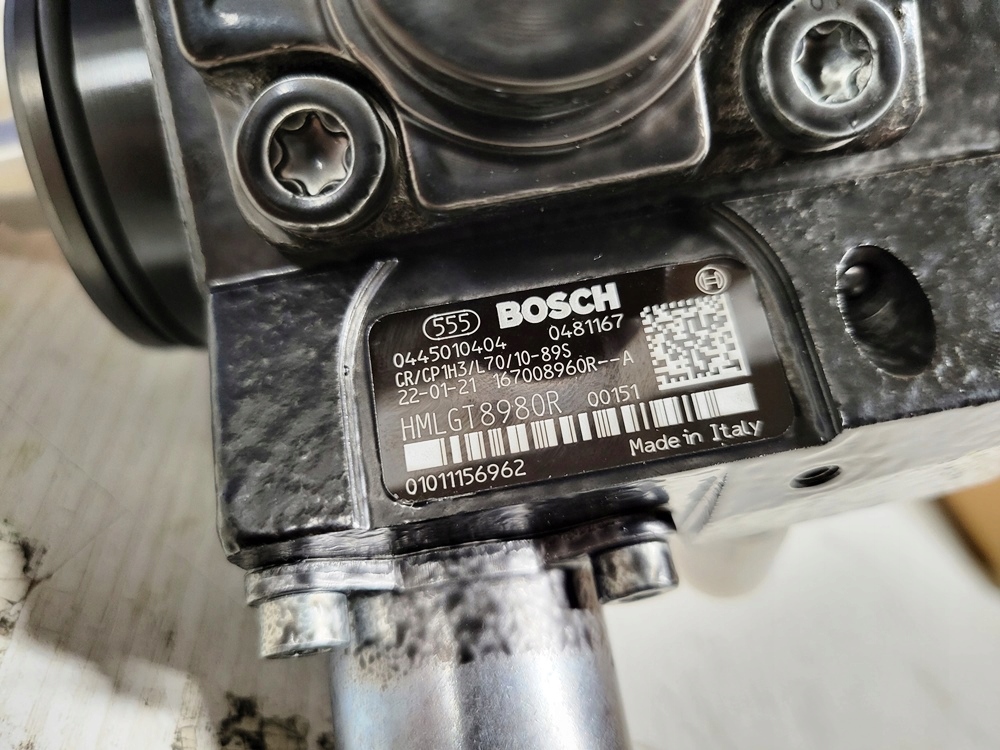 555 BOSCH
0445010404 0481167
CR/CP1H3/L70/10-89S
22-01-21 167008960R--A
HMLGT8980R 00151
Made in Italy
01011156962